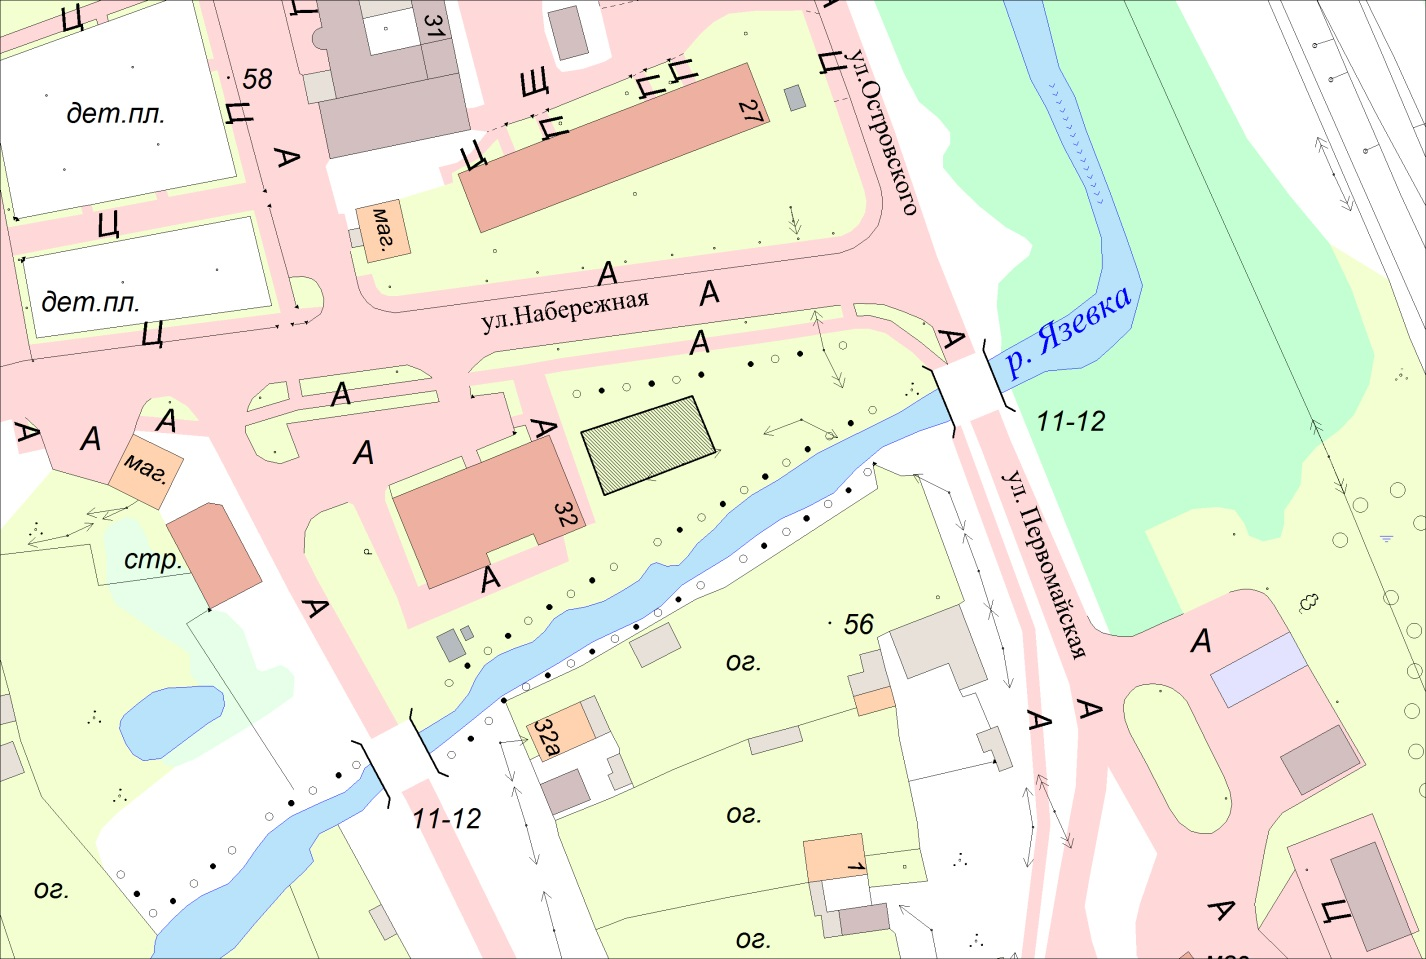 Ц
Ц
31
А
58
Щ
Ц
Ц
Ц
ул.Островского
дет.пл.
Ц
27
Ц
А
Ц
Ц
маг.
А
А
дет.пл.
ул.Набережная
р. Язевка
Ц
А
А
А
А
А
А
А
А
А
11-12
маг.
32
ул. Первомайская
стр.
А
А
56
А
ог.
А
А
32а
11-12
ог.
1
ог.
А
Ц
ог.